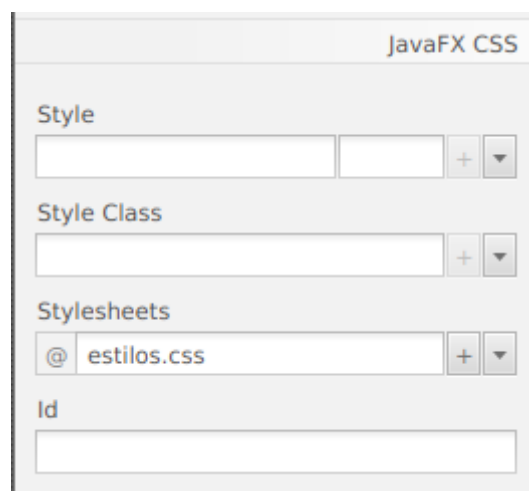 JavaFX CSS
Style
+
Style Class
+
Stylesheets
@ estilos.css +
Id